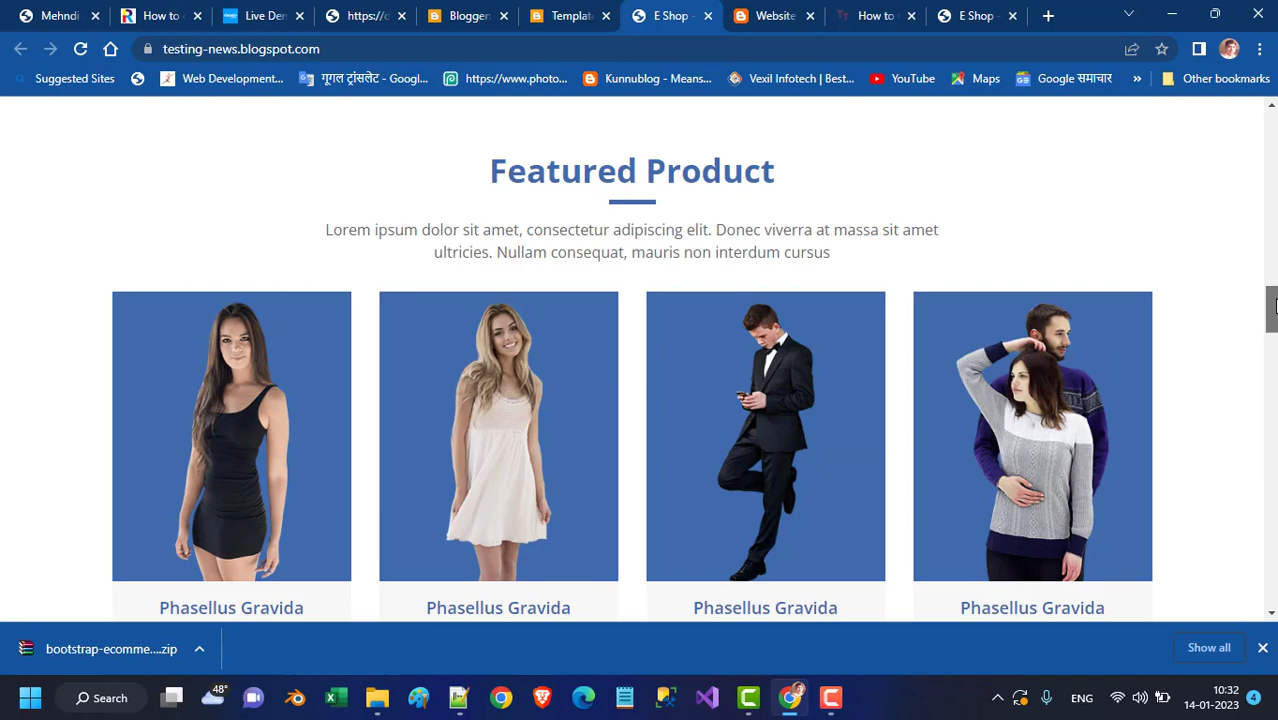 Mehndi
How to c
Live Den
https://d
Blogger:
Templat
E Shop -
Website
How to C
E Shop -
testing-news.blogspot.com
Suggested Sites
Web Development...
गूगल ट्रांसलेट - Googl...
https://www.photo...
Kunnublog - Means...
Vexil Infotech | Best...
YouTube
Maps
Google समाचार
»
Other bookmarks
Featured Product
Lorem ipsum dolor sit amet, consectetur adipiscing elit. Donec viverra at massa sit amet
ultricies. Nullam consequat, mauris non interdum cursus
Phasellus Gravida
Phasellus Gravida
Phasellus Gravida
Phasellus Gravida
bootstrap-ecomme....zip
Show all
48°
Search
ENG
10:32
14-01-2023
4